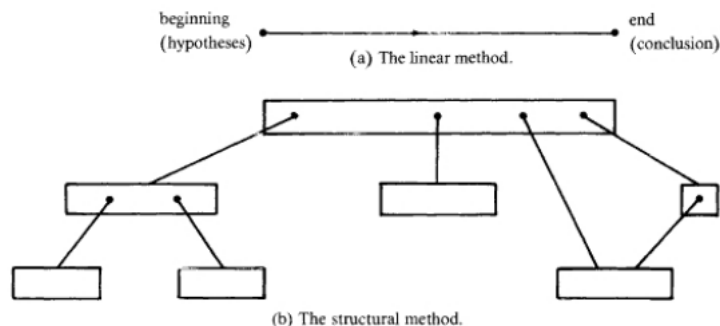 beginning
(hypotheses)
end
(conclusion)
(a) The linear method.
(b) The structural method.